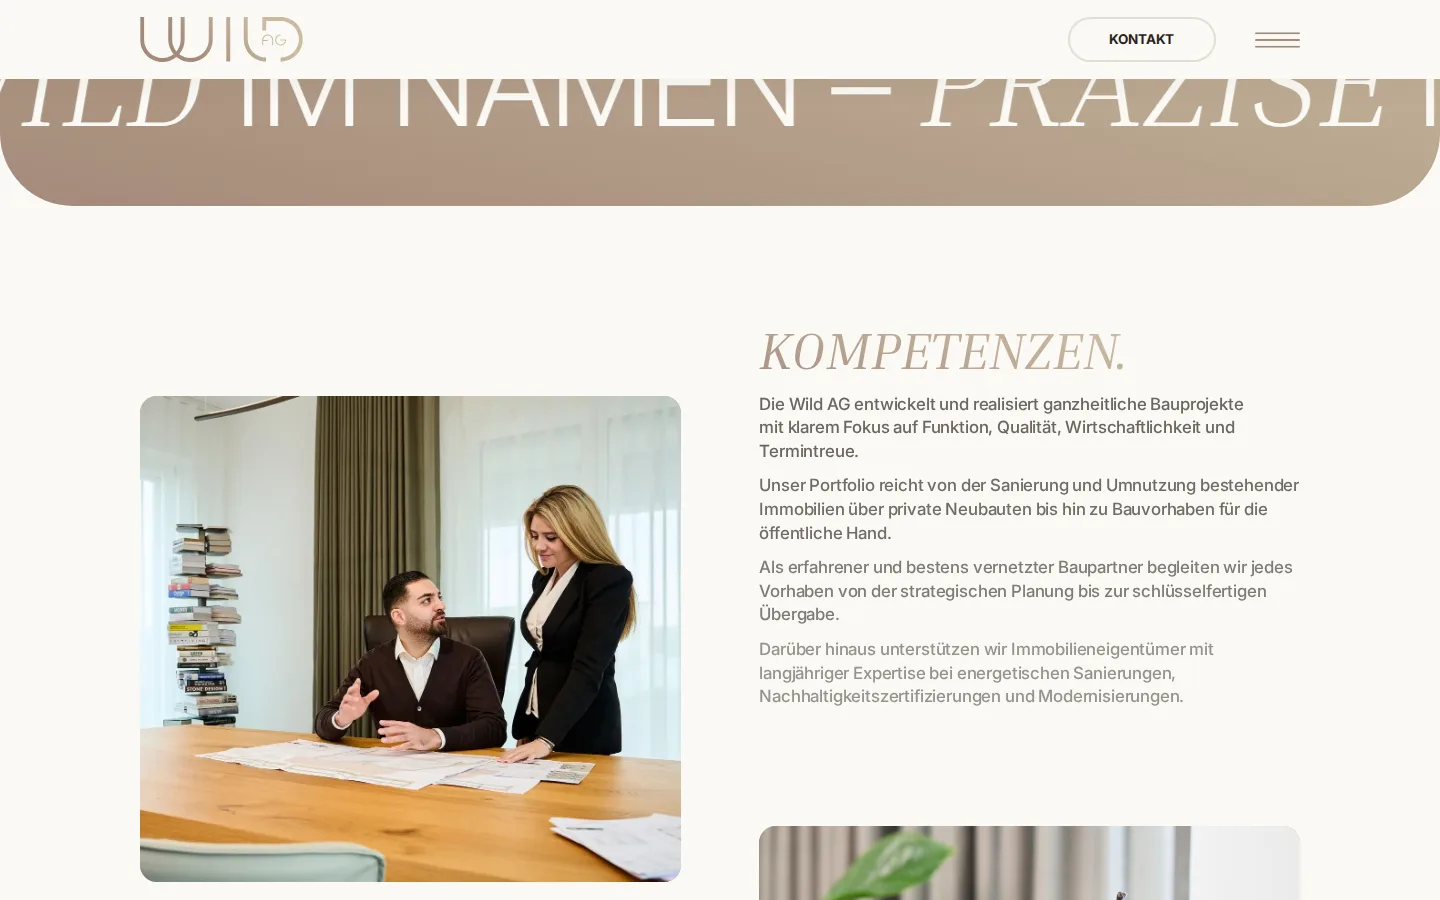 WILD AG
KONTAKT
ILD IM NAMEN – PRÄZISE
KOMPETENZEN.
Die Wild AG entwickelt und realisiert ganzheitliche Bauprojekte
mit klarem Fokus auf Funktion, Qualität, Wirtschaftlichkeit und
Termintreue.
Unser Portfolio reicht von der Sanierung und Umnutzung bestehender
Immobilien über private Neubauten bis hin zu Bauvorhaben für die
öffentliche Hand.
Als erfahrener und bestens vernetzter Baupartner begleiten wir jedes
Vorhaben von der strategischen Planung bis zur schlüsselfertigen
Übergabe.
Darüber hinaus unterstützen wir Immobilieneigentümer mit
langjähriger Expertise bei energetischen Sanierungen,
Nachhaltigkeitszertifizierungen und Modernisierungen.
STONE DESIGN